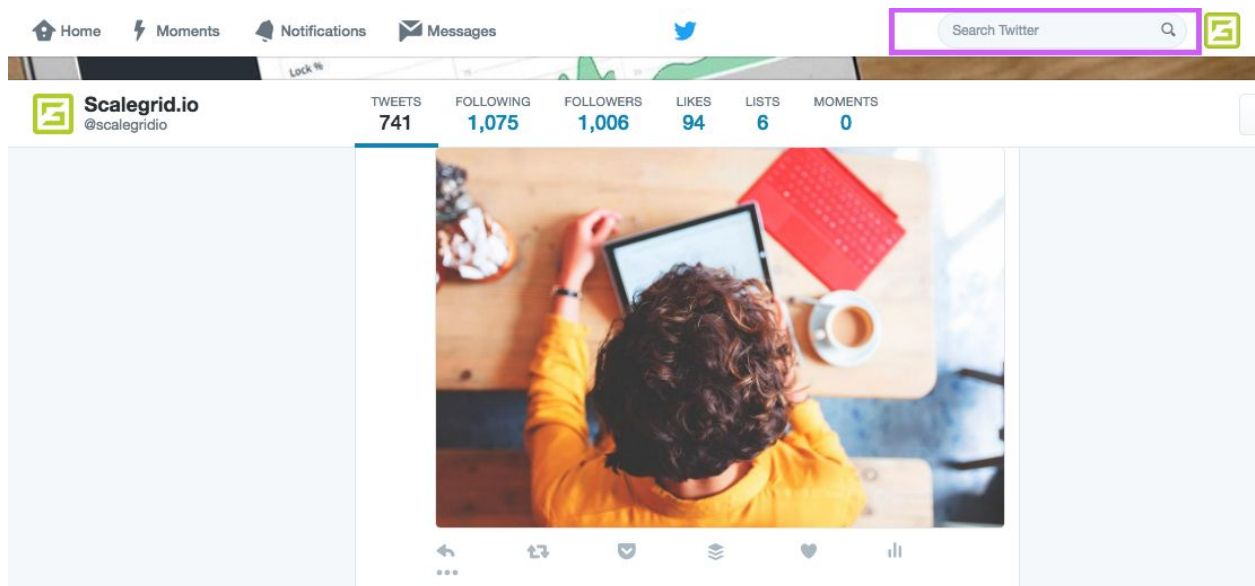 Home Moments Notifications Messages Search Twitter
Lock %
Scalegrid.io
@scalegridio
TWEETS FOLLOWING FOLLOWERS LIKES LISTS MOMENTS
741 1,075 1,006 94 6 0